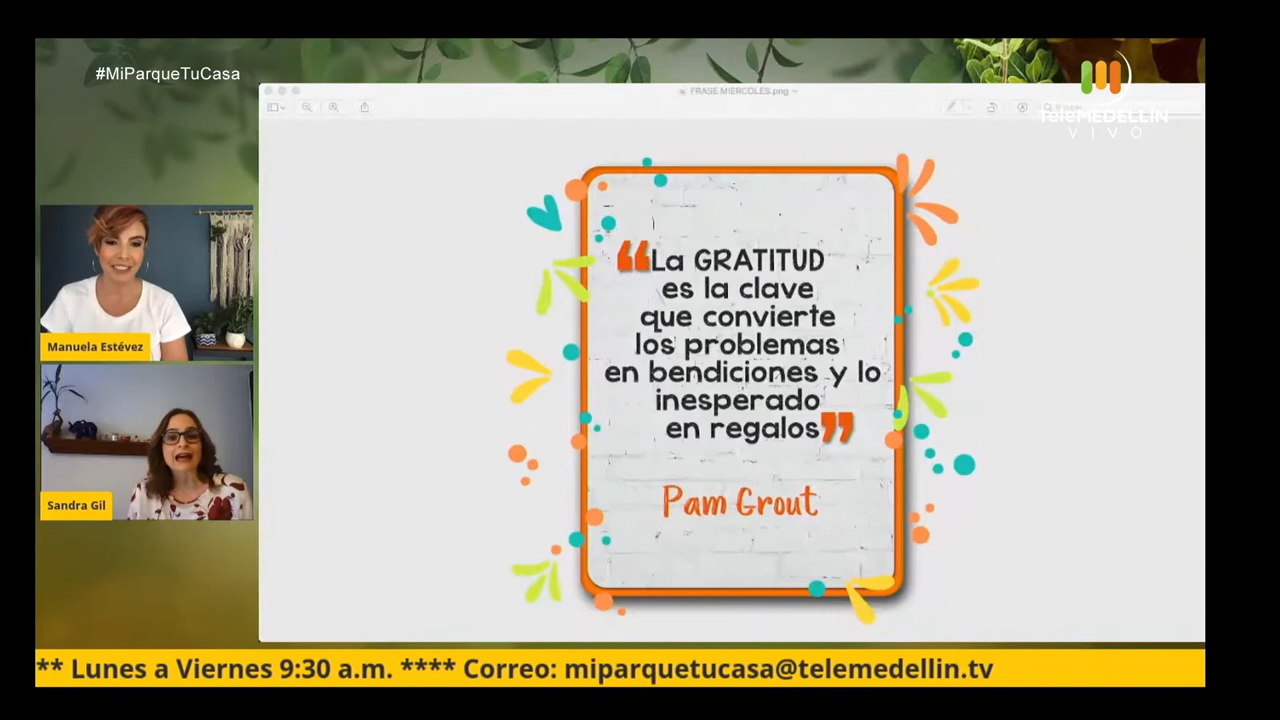 #MiParqueTuCasa
FRASE MIERCOLES.png
TeleMEDELLÍN
VIVO
“La GRATITUD
es la clave
que convierte
los problemas
en bendiciones y lo
inesperado
en regalos”
Pam Grout
Manuela Estévez
Sandra Gil
** Lunes a Viernes 9:30 a.m. **** Correo: miparquetucasa@telemedellin.tv